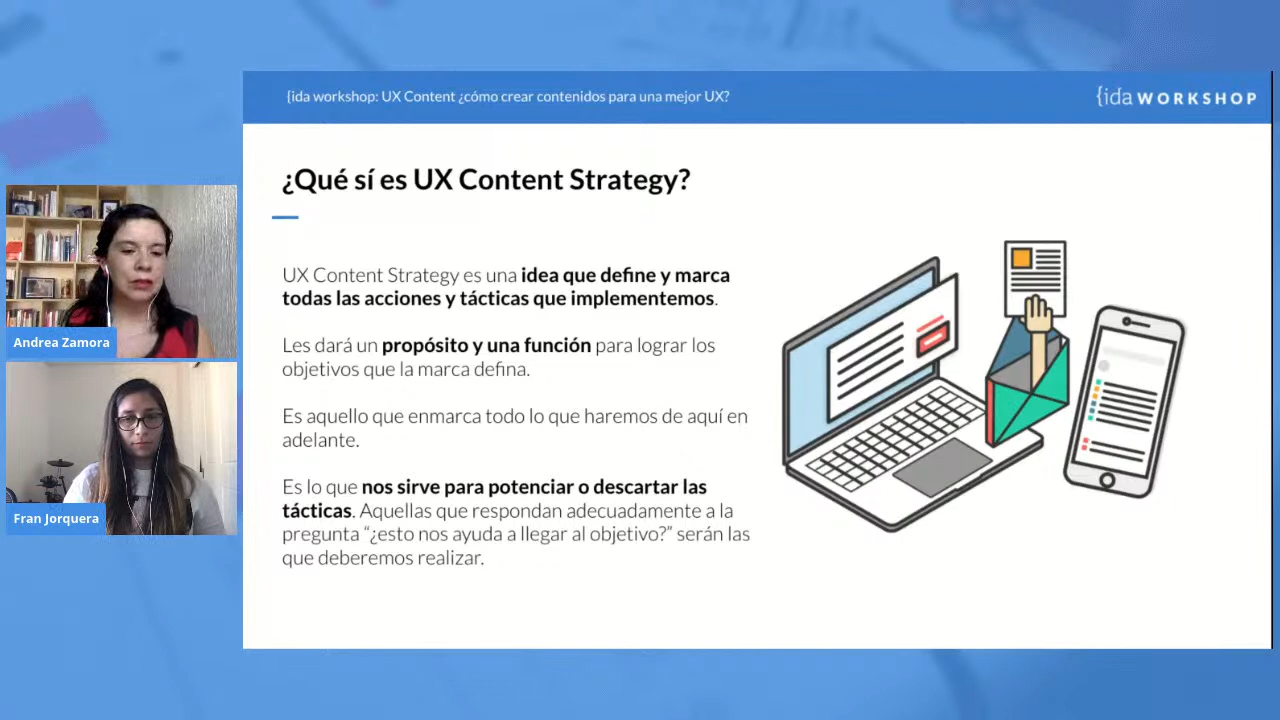 {ida workshop: UX Content ¿cómo crear contenidos para una mejor UX?
{ida WORKSHOP
¿Qué sí es UX Content Strategy?
UX Content Strategy es una idea que define y marca
todas las acciones y tácticas que implementemos.
Les dará un propósito y una función para lograr los
objetivos que la marca defina.
Es aquello que enmarca todo lo que haremos de aquí en
adelante.
Es lo que nos sirve para potenciar o descartar las
tácticas. Aquellas que respondan adecuadamente a la
pregunta “¿esto nos ayuda a llegar al objetivo?” serán las
que deberemos realizar.
Andrea Zamora
Fran Jorquera